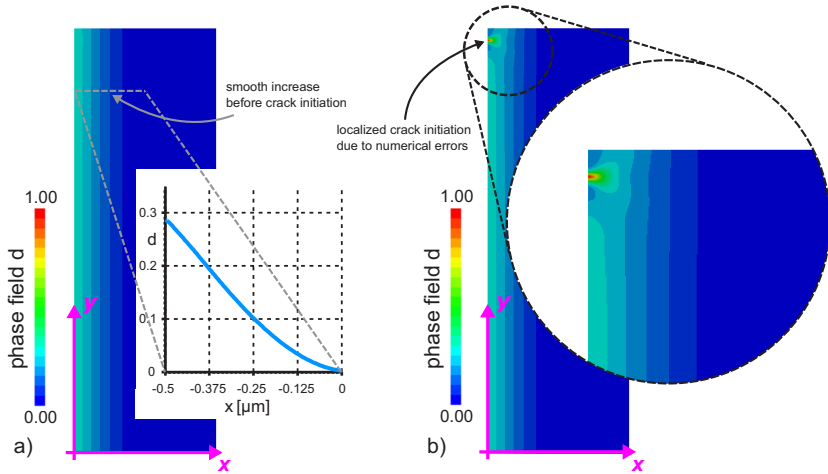 a)
smooth increase
before crack initiation
1.00
phase field d
0.00
y
x
0.3
d
0.2
0.1
0
-0.5 -0.375 -0.25 -0.125 0
x [µm]
b)
localized crack initiation
due to numerical errors
1.00
phase field d
0.00
y
x